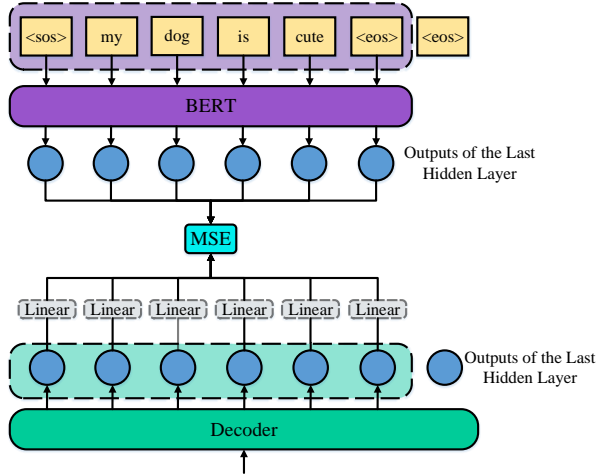 <sos> my dog is cute <eos> <eos>
BERT
Outputs of the Last
Hidden Layer
MSE
Linear Linear Linear Linear Linear Linear
Outputs of the Last
Hidden Layer
Decoder